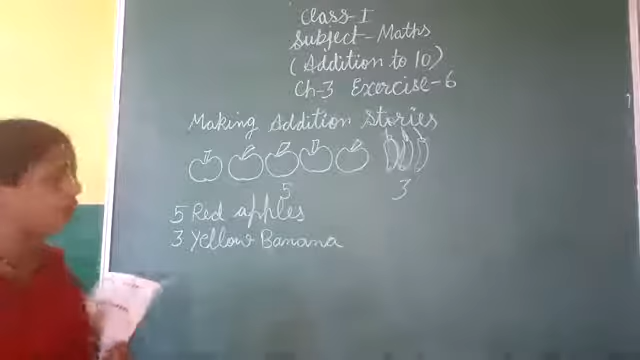 Class-I
Subject-Maths
(Addition to 10)
Ch-3 Exercise-6
Making Addition Stories
5 3
5 Red apples
3 Yellow Banana